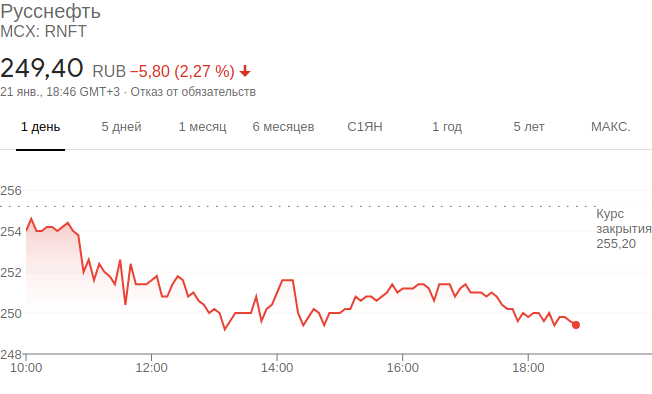 Русснефть
MCX: RNFT
249,40 RUB −5,80 (2,27 %)
21 янв., 18:46 GMT+3 · Отказ от обязательств
1 день 5 дней 1 месяц 6 месяцев С1ЯН 1 год 5 лет МАКС.
256
254
252
250
248
Курс
закрытия
255,20
10:00 12:00 14:00 16:00 18:00